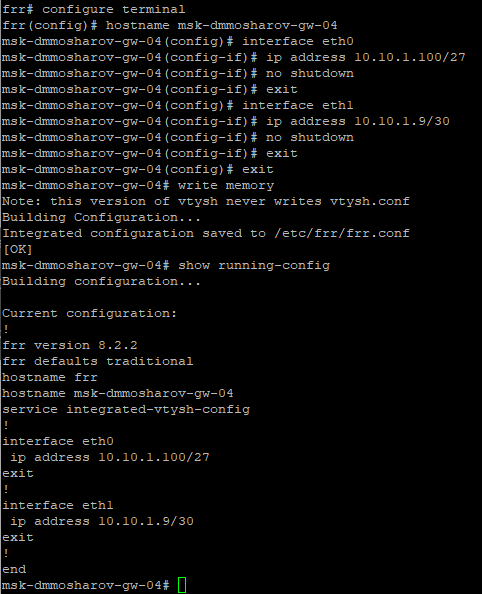 frr# configure terminal
frr(config)# hostname msk-dmmosharov-gw-04
msk-dmmosharov-gw-04(config)# interface eth0
msk-dmmosharov-gw-04(config-if)# ip address 10.10.1.100/27
msk-dmmosharov-gw-04(config-if)# no shutdown
msk-dmmosharov-gw-04(config-if)# exit
msk-dmmosharov-gw-04(config)# interface eth1
msk-dmmosharov-gw-04(config-if)# ip address 10.10.1.9/30
msk-dmmosharov-gw-04(config-if)# no shutdown
msk-dmmosharov-gw-04(config-if)# exit
msk-dmmosharov-gw-04(config)# exit
msk-dmmosharov-gw-04# write memory
Note: this version of vtysh never writes vtysh.conf
Building Configuration...
Integrated configuration saved to /etc/frr/frr.conf
[OK]
msk-dmmosharov-gw-04# show running-config
Building configuration...

Current configuration:
!
frr version 8.2.2
frr defaults traditional
hostname frr
hostname msk-dmmosharov-gw-04
service integrated-vtysh-config
!
interface eth0
 ip address 10.10.1.100/27
exit
!
interface eth1
 ip address 10.10.1.9/30
exit
!
end
msk-dmmosharov-gw-04#